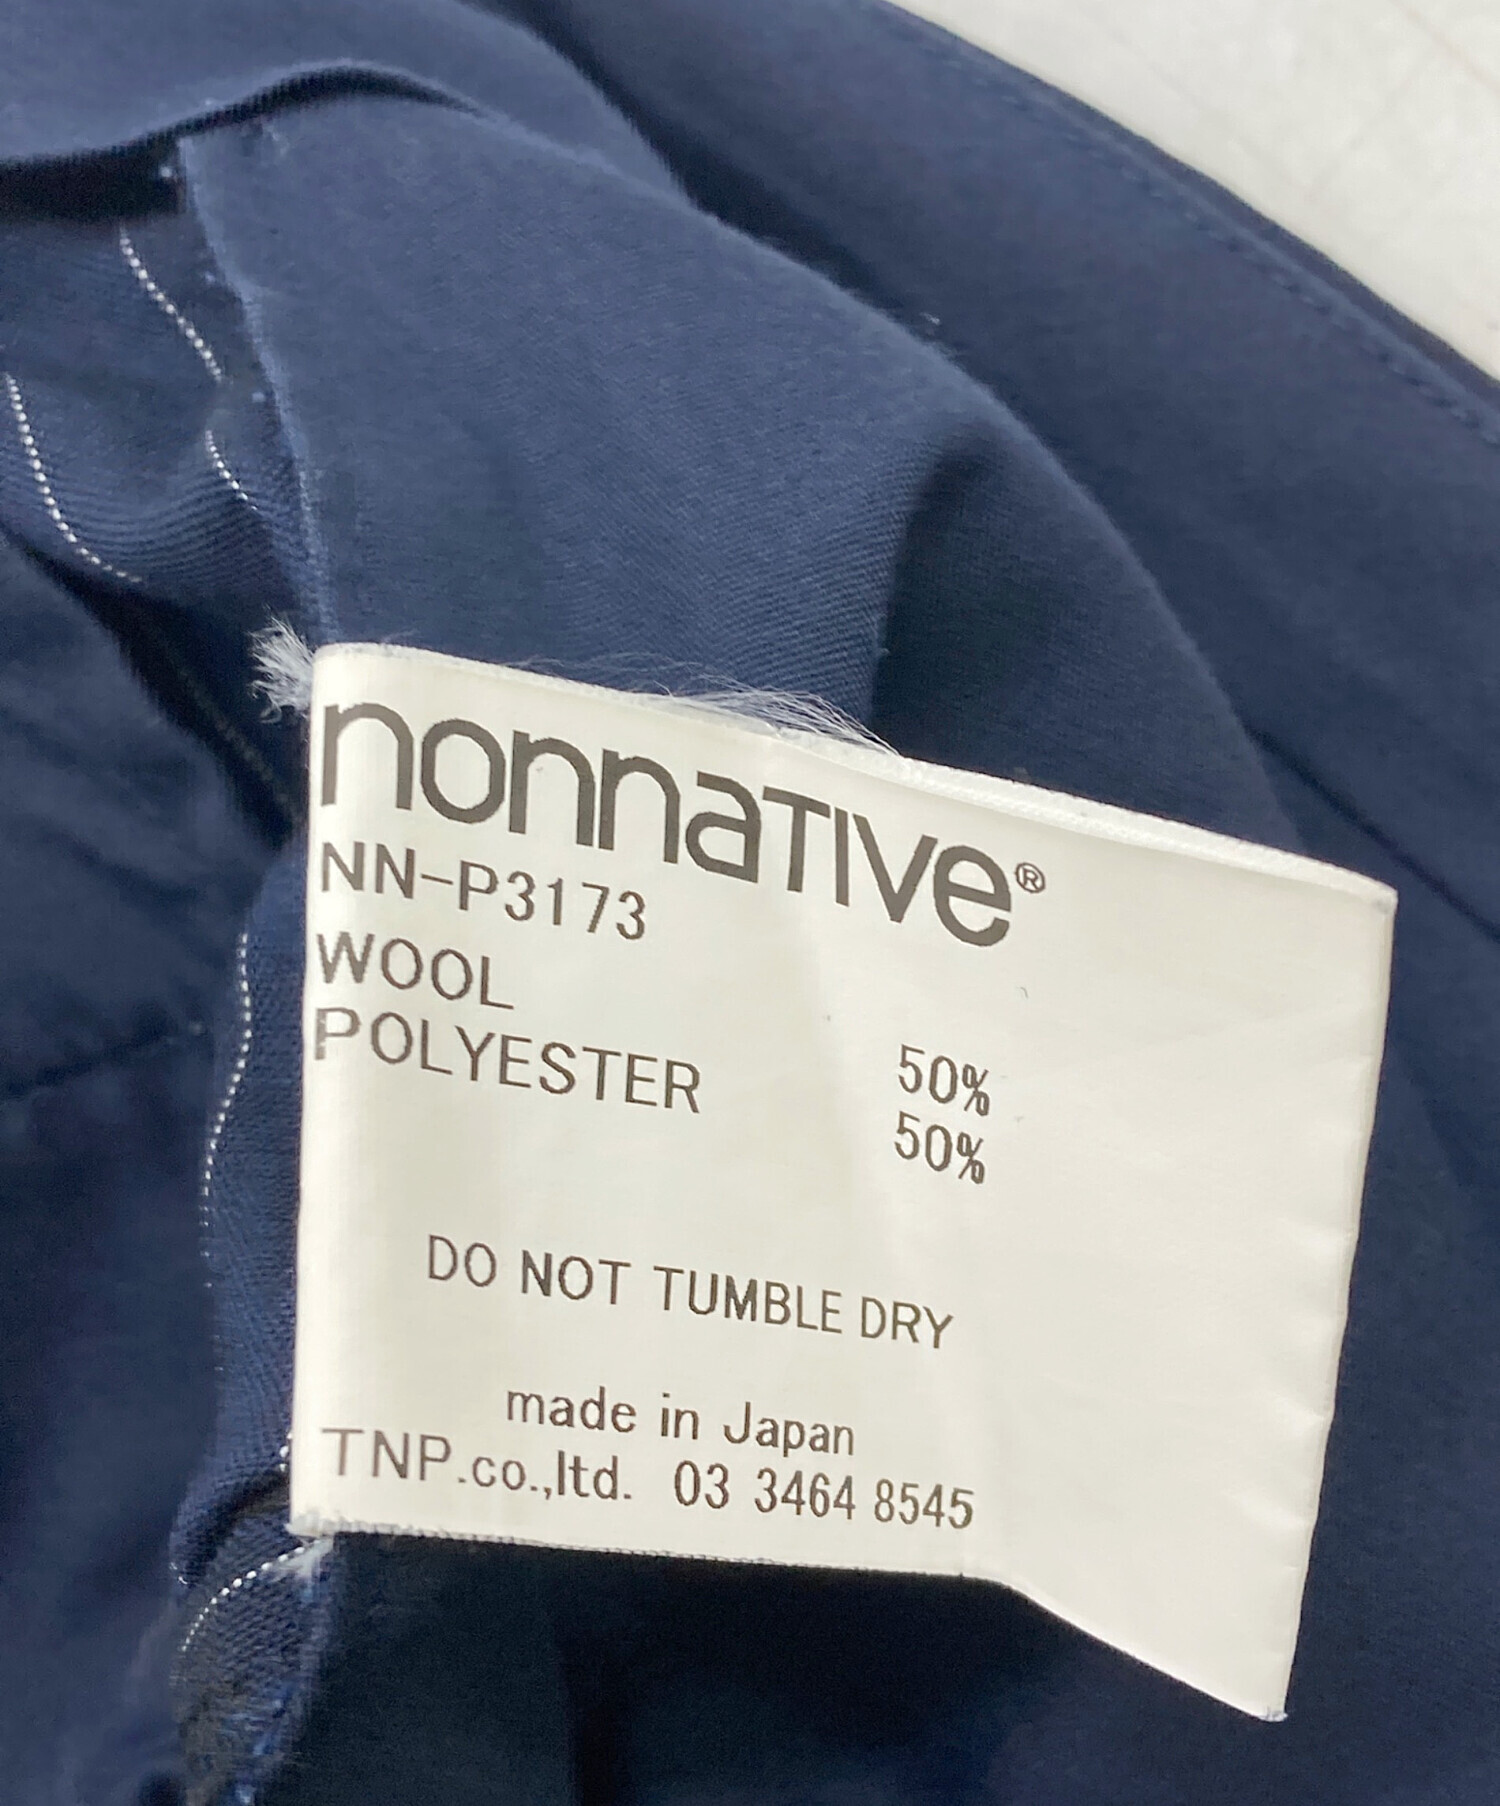 nonnaTIVe®
NN-P3173
WOOL 50%
POLYESTER 50%
DO NOT TUMBLE DRY
made in Japan
TNP.co.,ltd. 03 3464 8545